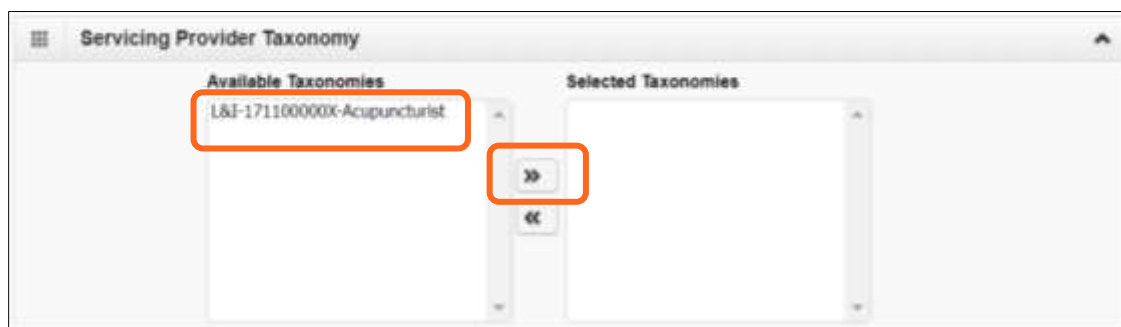 Servicing Provider Taxonomy
Available Taxonomies
Selected Taxonomies
L&I-171100000X-Acupuncturist
»
«